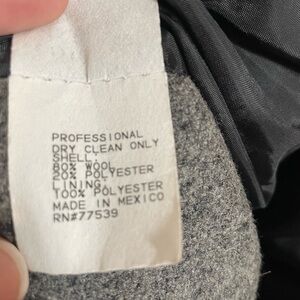 PROFESSIONAL
DRY CLEAN ONLY
SHELL:
80% WOOL
20% POLYESTER
LINING:
100% POLYESTER
MADE IN MEXICO
RN#77539